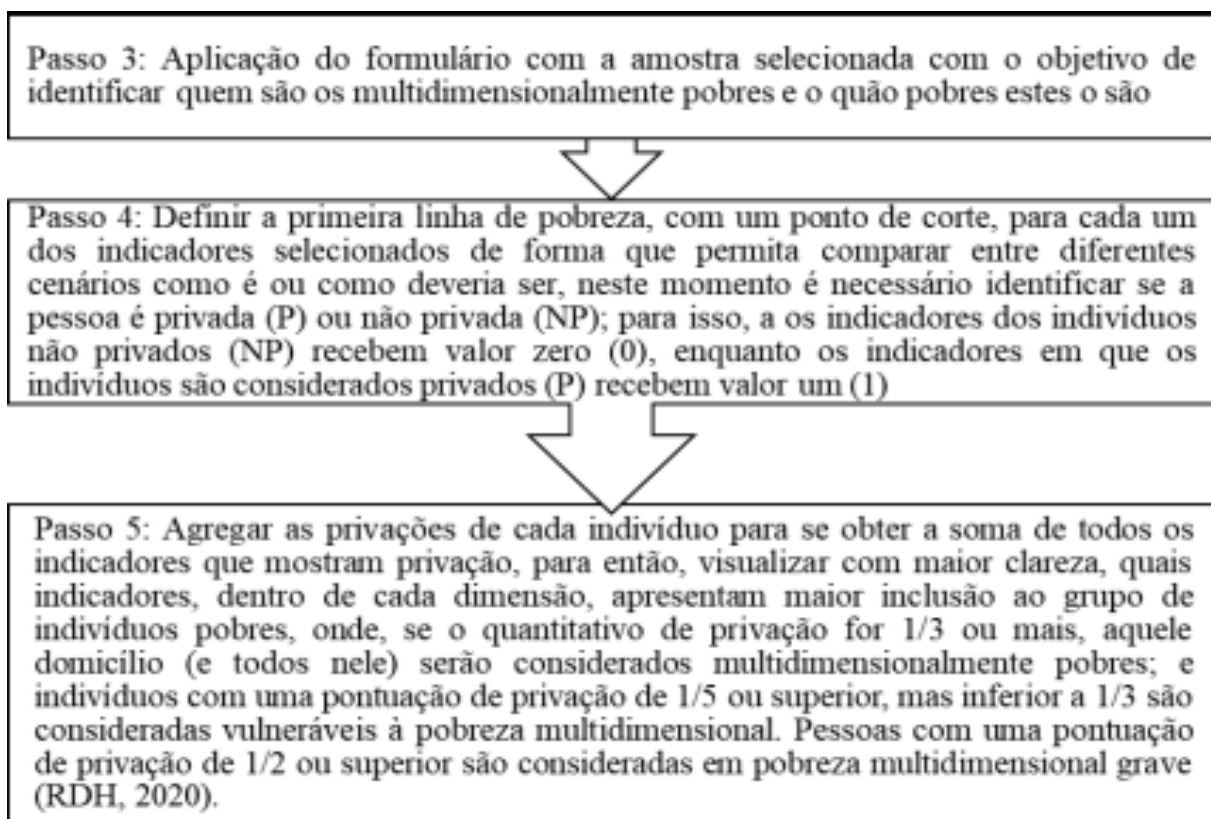 Passo 3: Aplicação do formulário com a amostra selecionada com o objetivo de
identificar quem são os multidimensionalmente pobres e o quão pobres estes o são
Passo 4: Definir a primeira linha de pobreza, com um ponto de corte, para cada um
dos indicadores selecionados de forma que permita comparar entre diferentes
cenários como é ou como deveria ser, neste momento é necessário identificar se a
pessoa é privada (P) ou não privada (NP); para isso, a os indicadores dos indivíduos
não privados (NP) recebem valor zero (0), enquanto os indicadores em que os
indivíduos são considerados privados (P) recebem valor um (1)
Passo 5: Agregar as privações de cada indivíduo para se obter a soma de todos os
indicadores que mostram privação, para então, visualizar com maior clareza, quais
indicadores, dentro de cada dimensão, apresentam maior inclusão ao grupo de
indivíduos pobres, onde, se o quantitativo de privação for 1/3 ou mais, aquele
domicílio (e todos nele) serão considerados multidimensionalmente pobres; e
indivíduos com uma pontuação de privação de 1/5 ou superior, mas inferior a 1/3 são
consideradas vulneráveis à pobreza multidimensional. Pessoas com uma pontuação
de privação de 1/2 ou superior são consideradas em pobreza multidimensional grave
(RDH, 2020).